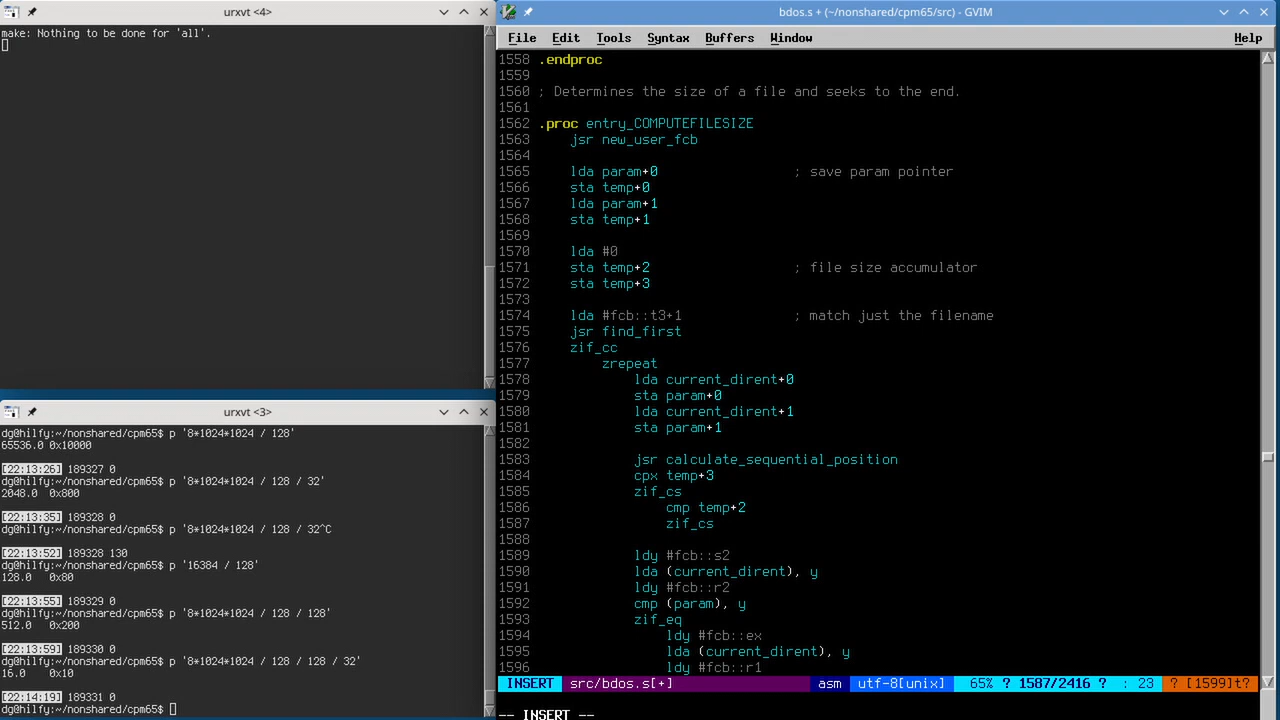 urxvt <4>
make: Nothing to be done for 'all'.
urxvt <3>
dg@hilfy:~/nonshared/cpm65$ p '8*1024*1024 / 128'
65536.0 0x10000
[22:13:26] 189327 0
dg@hilfy:~/nonshared/cpm65$ p '8*1024*1024 / 128 / 32'
2048.0  0x800
[22:13:35] 189328 0
dg@hilfy:~/nonshared/cpm65$ p '8*1024*1024 / 128 / 32^C
[22:13:52] 189328 130
dg@hilfy:~/nonshared/cpm65$ p '16384 / 128'
128.0   0x80
[22:13:55] 189329 0
dg@hilfy:~/nonshared/cpm65$ p '8*1024*1024 / 128 / 128'
512.0   0x200
[22:13:59] 189330 0
dg@hilfy:~/nonshared/cpm65$ p '8*1024*1024 / 128 / 128 / 32'
16.0    0x10
[22:14:19] 189331 0
dg@hilfy:~/nonshared/cpm65$
bdos.s + (~/nonshared/cpm65/src) - GVIM
File Edit Tools Syntax Buffers Window Help
1558 .endproc
1559
1560 ; Determines the size of a file and seeks to the end.
1561
1562 .proc entry_COMPUTEFILESIZE
1563     jsr new_user_fcb
1564
1565     lda param+0                 ; save param pointer
1566     sta temp+0
1567     lda param+1
1568     sta temp+1
1569
1570     lda #0
1571     sta temp+2                  ; file size accumulator
1572     sta temp+3
1573
1574     lda #fcb::t3+1              ; match just the filename
1575     jsr find_first
1576     zif_cc
1577         zrepeat
1578             lda current_dirent+0
1579             sta param+0
1580             lda current_dirent+1
1581             sta param+1
1582
1583             jsr calculate_sequential_position
1584             cpx temp+3
1585             zif_cs
1586                 cmp temp+2
1587                 zif_cs
1588
1589             ldy #fcb::s2
1590             lda (current_dirent), y
1591             ldy #fcb::r2
1592             cmp (param), y
1593             zif_eq
1594                 ldy #fcb::ex
1595                 lda (current_dirent), y
1596                 ldy #fcb::r1
INSERT src/bdos.s[+] asm utf-8[unix] 65% ? 1587/2416 ? : 23 ? [1599]t?
-- INSERT --